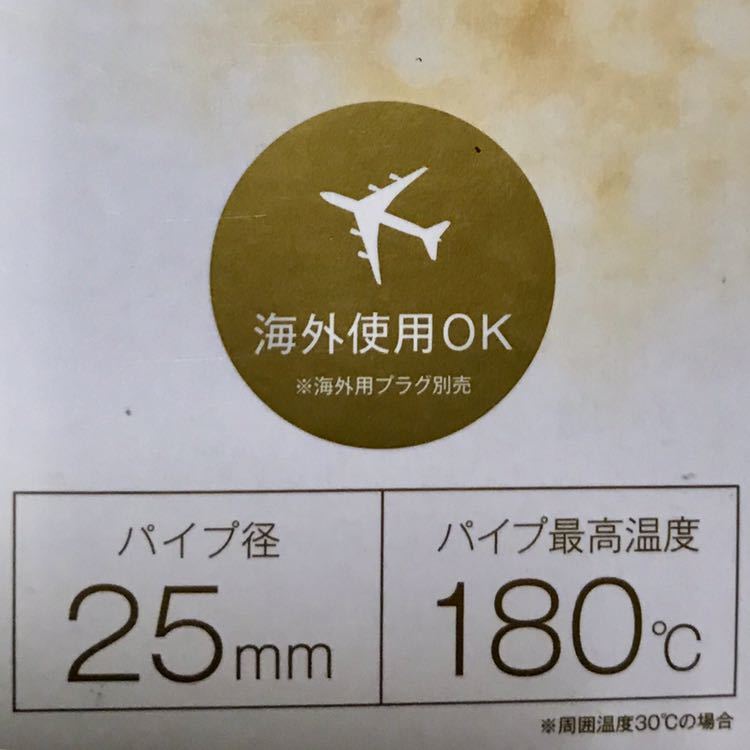 海外使用OK
※海外用プラグ別売
パイプ径
25mm
パイプ最高温度
180℃
※周囲温度30℃の場合